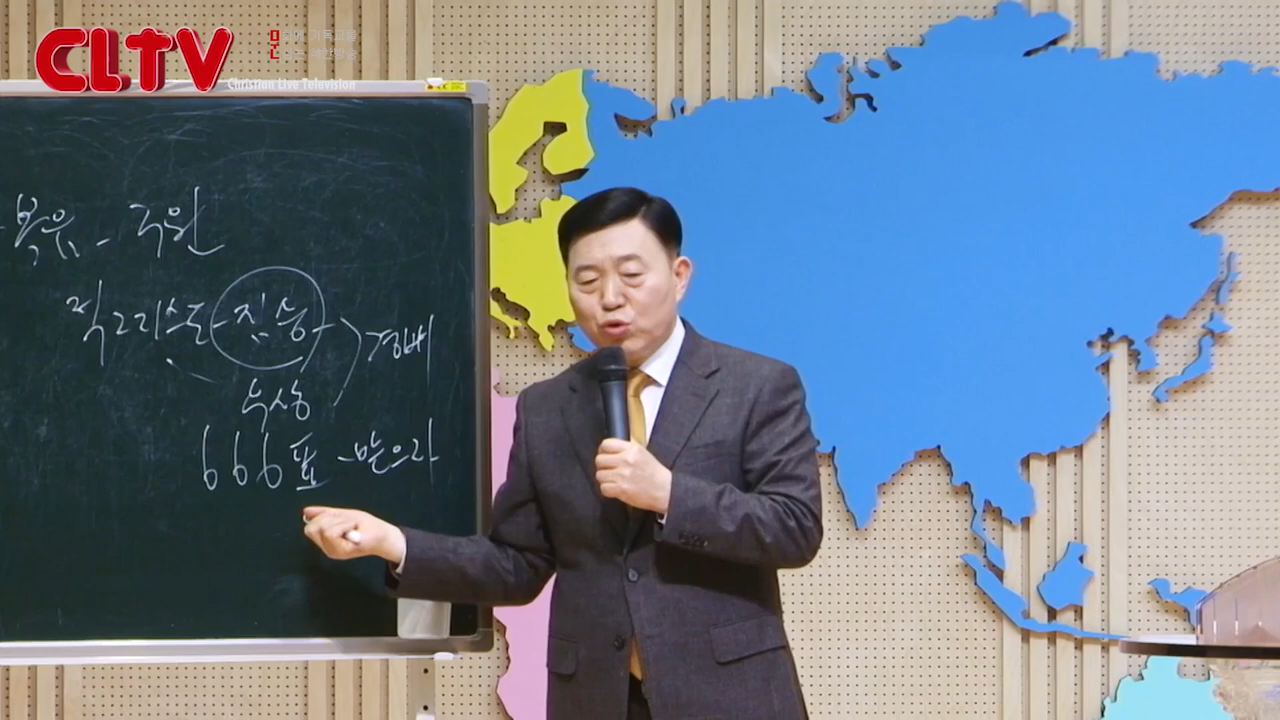 CLTV
Christian Live Television
복음 - 구원
적그리스도 - 짐승
경배
우상
666표 - 받으라